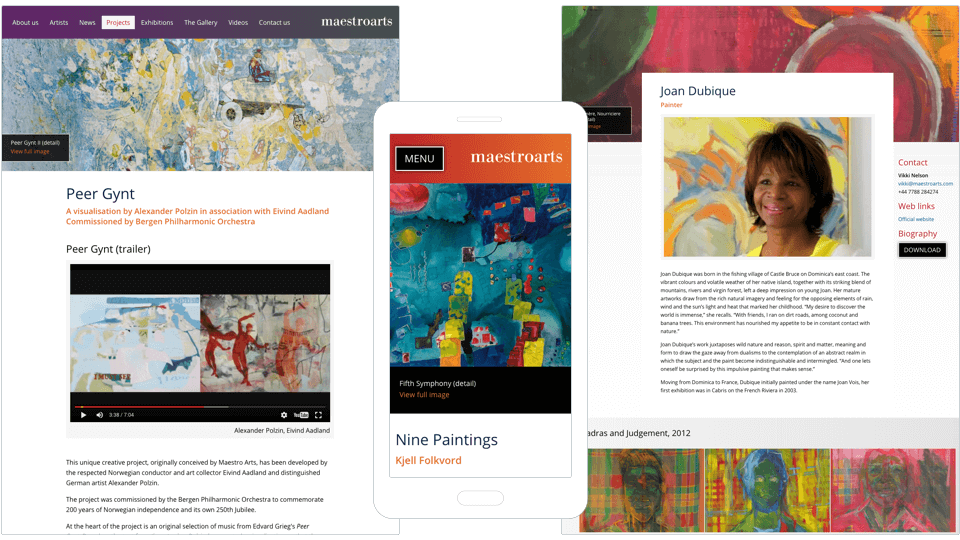 About us Artists News Projects Exhibitions The Gallery Videos Contact us maestroarts
Peer Gynt II (detail)
View full image
Peer Gynt
A visualisation by Alexander Polzin in association with Eivind Aadland
Commissioned by Bergen Philharmonic Orchestra
Peer Gynt (trailer)
3:38 / 7:04
YouTube
Alexander Polzin, Eivind Aadland
This unique creative project, originally conceived by Maestro Arts, has been developed by
the respected Norwegian conductor and art collector Eivind Aadland and distinguished
German artist Alexander Polzin.
The project was commissioned by the Bergen Philharmonic Orchestra to commemorate
200 years of Norwegian independence and its own 250th Jubilee.
At the heart of the project is an original selection of music from Edvard Grieg's Peer
MENU maestroarts
Fifth Symphony (detail)
View full image
Nine Paintings
Kjell Folkvord
Nourriciere
Joan Dubique
Painter
Contact
Vikki Nelson
vikki@maestroarts.com
+44 7788 284274
Web links
Official website
Biography
DOWNLOAD
Joan Dubique was born in the fishing village of Castle Bruce on Dominica's east coast. The
vibrant colours and volatile weather of her native island, together with its striking blend of
mountains, rivers and virgin forest, left a deep impression on young Joan. Her mature
artworks draw from the rich natural imagery and feeling for the opposing elements of rain,
wind and the sun's light and heat that marked her childhood. "My desire to discover the
world is immense," she recalls. "With friends, I ran on dirt roads, among coconut and
banana trees. This environment has nourished my appetite to be in constant contact with
nature."
Joan Dubique's work juxtaposes wild nature and reason, spirit and matter, meaning and
form to draw the gaze away from dualisms to the contemplation of an abstract realm in
which the subject and the paint become indistinguishable and intermingled. "And one lets
oneself be surprised by this impulsive painting that makes sense."
Moving from Dominica to France, Dubique initially painted under the name Joan Vois, her
first exhibition was in Cabris on the French Riviera in 2003.
adras and Judgement, 2012